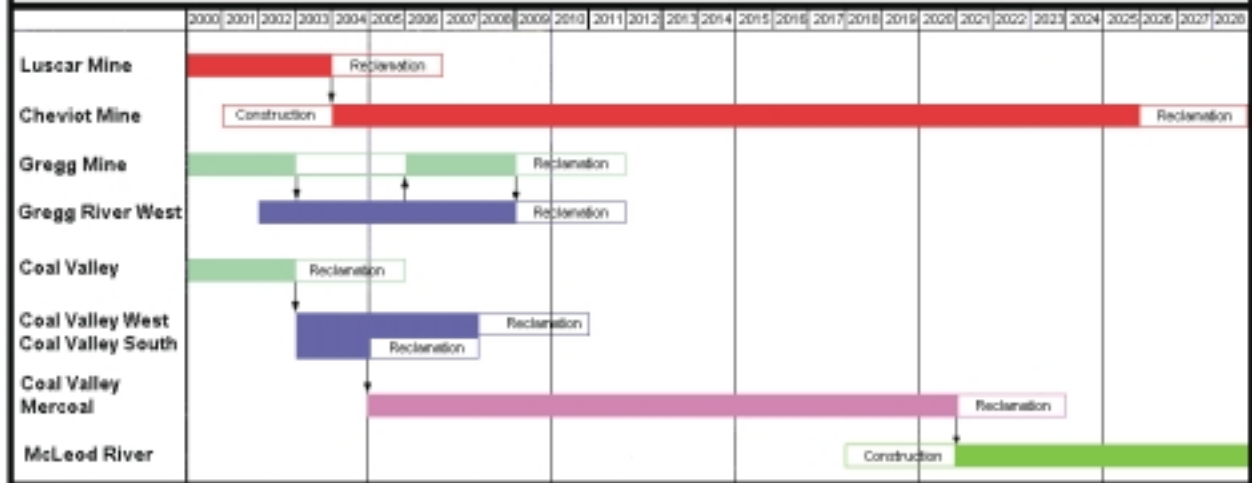 2000 2001 2002 2003 2004 2005 2006 2007 2008 2009 2010 2011 2012 2013 2014 2015 2016 2017 2018 2019 2020 2021 2022 2023 2024 2025 2026 2027 2028
Luscar Mine Reclamation
Cheviot Mine Construction Reclamation
Gregg Mine Reclamation
Gregg River West Reclamation
Coal Valley Reclamation
Coal Valley West Reclamation
Coal Valley South Reclamation
Coal Valley
Mercoal Reclamation
McLeod River Construction